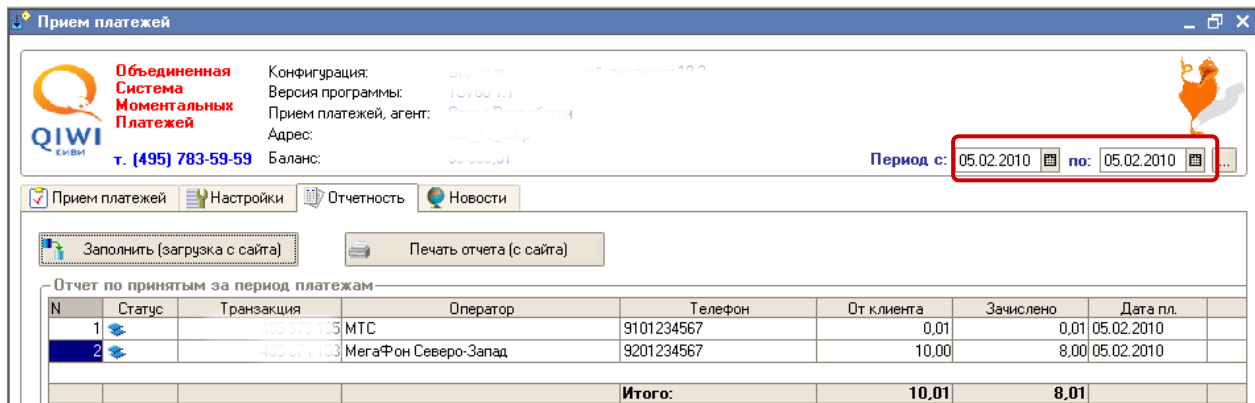 Прием платежей
Объединенная
Система
Моментальных
Платежей
QIWI
КИВИ
т. (495) 783-59-59
Конфигурация:
Версия программы:
Прием платежей, агент:
Адрес:
Баланс:
Период с: 05.02.2010 по: 05.02.2010 ...
Прием платежей Настройки Отчетность Новости
Заполнить (загрузка с сайта) Печать отчета (с сайта)
Отчет по принятым за период платежам
N Статус Транзакция Оператор Телефон От клиента Зачислено Дата пл.
1 МТС 9101234567 0,01 0,01 05.02.2010
2 МегаФон Северо-Запад 9201234567 10,00 8,00 05.02.2010
Итого: 10,01 8,01